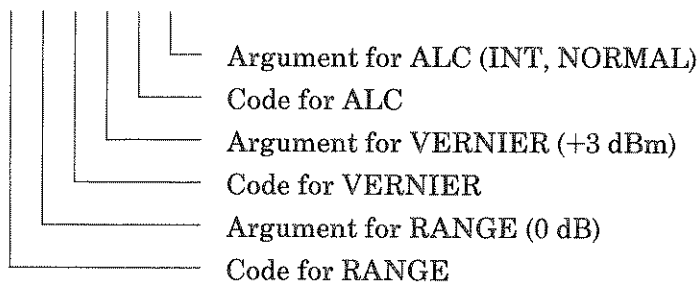 Argument for ALC (INT, NORMAL)
Code for ALC
Argument for VERNIER (+3 dBm)
Code for VERNIER
Argument for RANGE (0 dB)
Code for RANGE